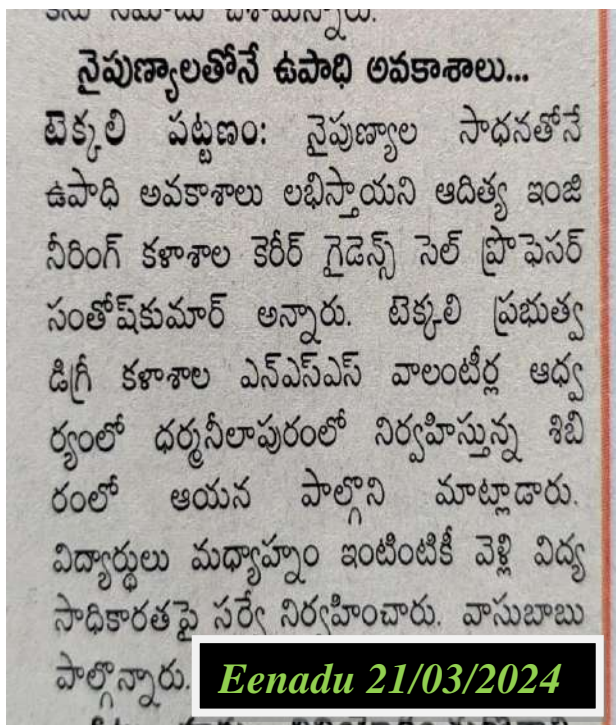 నైపుణ్యాలతోనే ఉపాధి అవకాశాలు...
టెక్కలి పట్టణం: నైపుణ్యాల సాధనతోనే
ఉపాధి అవకాశాలు లభిస్తాయని ఆదిత్య ఇంజి
నీరింగ్ కళాశాల కెరీర్ గైడెన్స్ సెల్ ప్రొఫెసర్
సంతోష్‌కుమార్ అన్నారు. టెక్కలి ప్రభుత్వ
డిగ్రీ కళాశాల ఎన్ఎస్ఎస్ వాలంటీర్ల ఆధ్వ
ర్యంలో ధర్మనీలాపురంలో నిర్వహిస్తున్న శిబి
రంలో ఆయన పాల్గొని మాట్లాడారు.
విద్యార్థులు మధ్యాహ్నం ఇంటింటికీ వెళ్లి విద్య
సాధికారతపై సర్వే నిర్వహించారు. వాసుబాబు
పాల్గొన్నారు.
Eenadu 21/03/2024